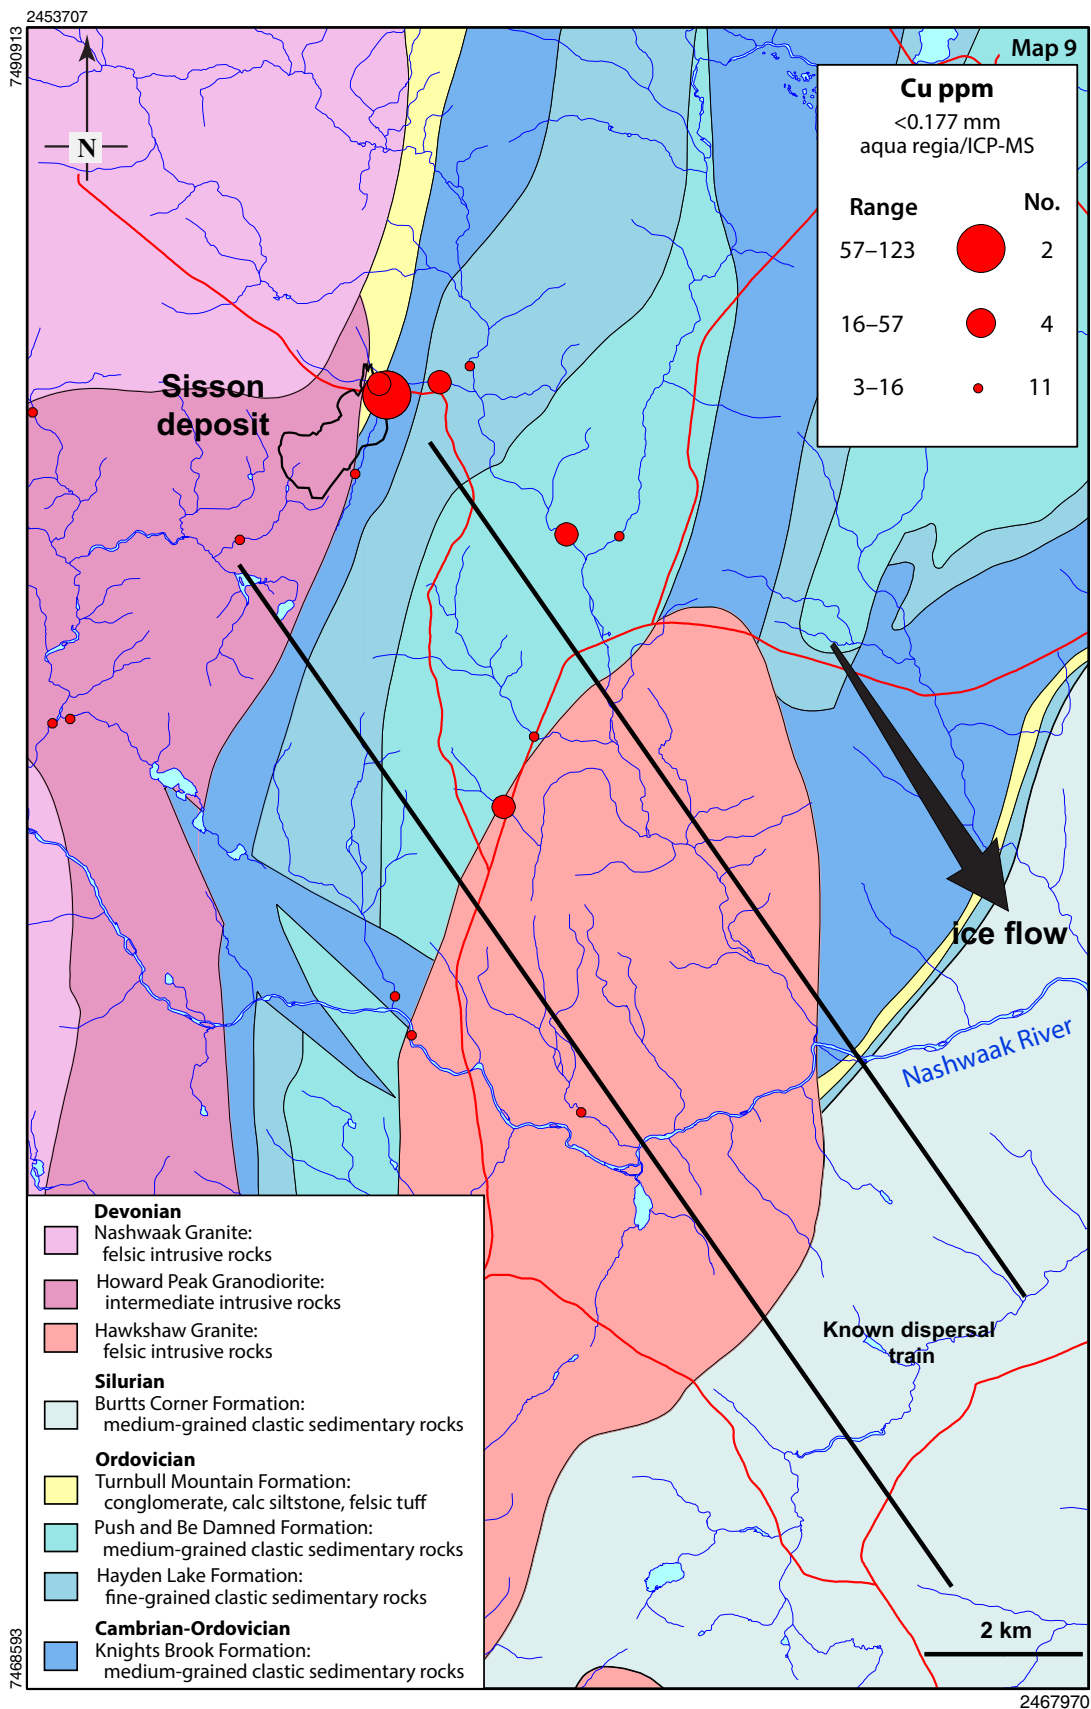 2453707
7490913
Map 9
N
Cu ppm
<0.177 mm
aqua regia/ICP-MS
Range No.
57–123 2
16–57 4
3–16 11
Sisson
deposit
ice flow
Nashwaak River
Known dispersal
train
2 km
Devonian
Nashwaak Granite:
felsic intrusive rocks
Howard Peak Granodiorite:
intermediate intrusive rocks
Hawkshaw Granite:
felsic intrusive rocks
Silurian
Burtts Corner Formation:
medium-grained clastic sedimentary rocks
Ordovician
Turnbull Mountain Formation:
conglomerate, calc siltstone, felsic tuff
Push and Be Damned Formation:
medium-grained clastic sedimentary rocks
Hayden Lake Formation:
fine-grained clastic sedimentary rocks
Cambrian-Ordovician
Knights Brook Formation:
medium-grained clastic sedimentary rocks
7468593
2467970